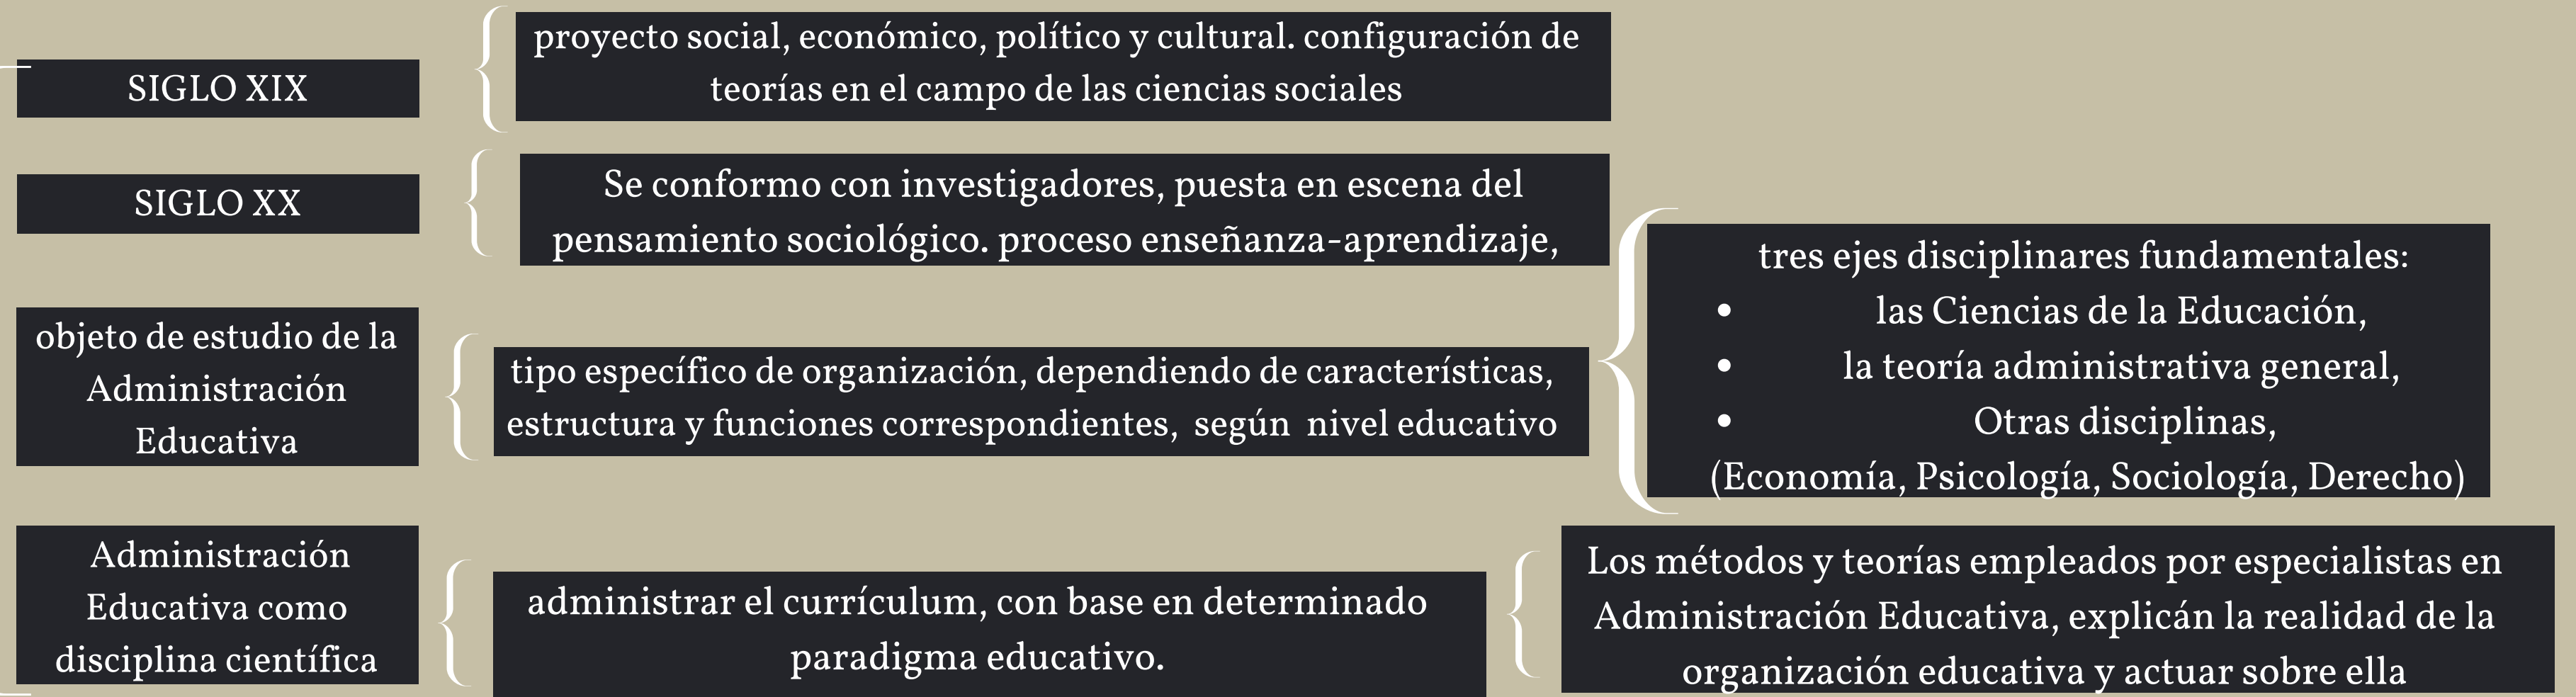 SIGLO XIX
proyecto social, económico, político y cultural. configuración de
teorías en el campo de las ciencias sociales
SIGLO XX
Se conformo con investigadores, puesta en escena del
pensamiento sociológico. proceso enseñanza-aprendizaje,
objeto de estudio de la
Administración
Educativa
tipo específico de organización, dependiendo de características,
estructura y funciones correspondientes, según nivel educativo
tres ejes disciplinares fundamentales:
• las Ciencias de la Educación,
• la teoría administrativa general,
• Otras disciplinas,
(Economía, Psicología, Sociología, Derecho)
Administración
Educativa como
disciplina científica
administrar el currículum, con base en determinado
paradigma educativo.
Los métodos y teorías empleados por especialistas en
Administración Educativa, explicán la realidad de la
organización educativa y actuar sobre ella